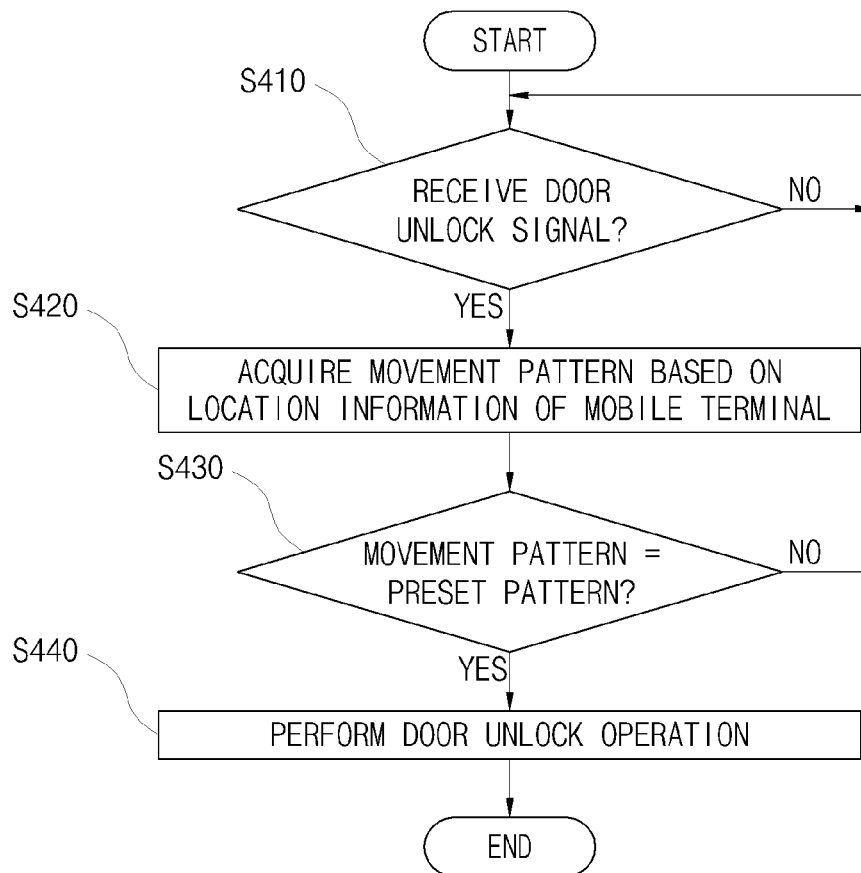 START
S410
RECEIVE DOOR
UNLOCK SIGNAL?
NO
YES
S420
ACQUIRE MOVEMENT PATTERN BASED ON
LOCATION INFORMATION OF MOBILE TERMINAL
S430
MOVEMENT PATTERN =
PRESET PATTERN?
NO
YES
S440
PERFORM DOOR UNLOCK OPERATION
END